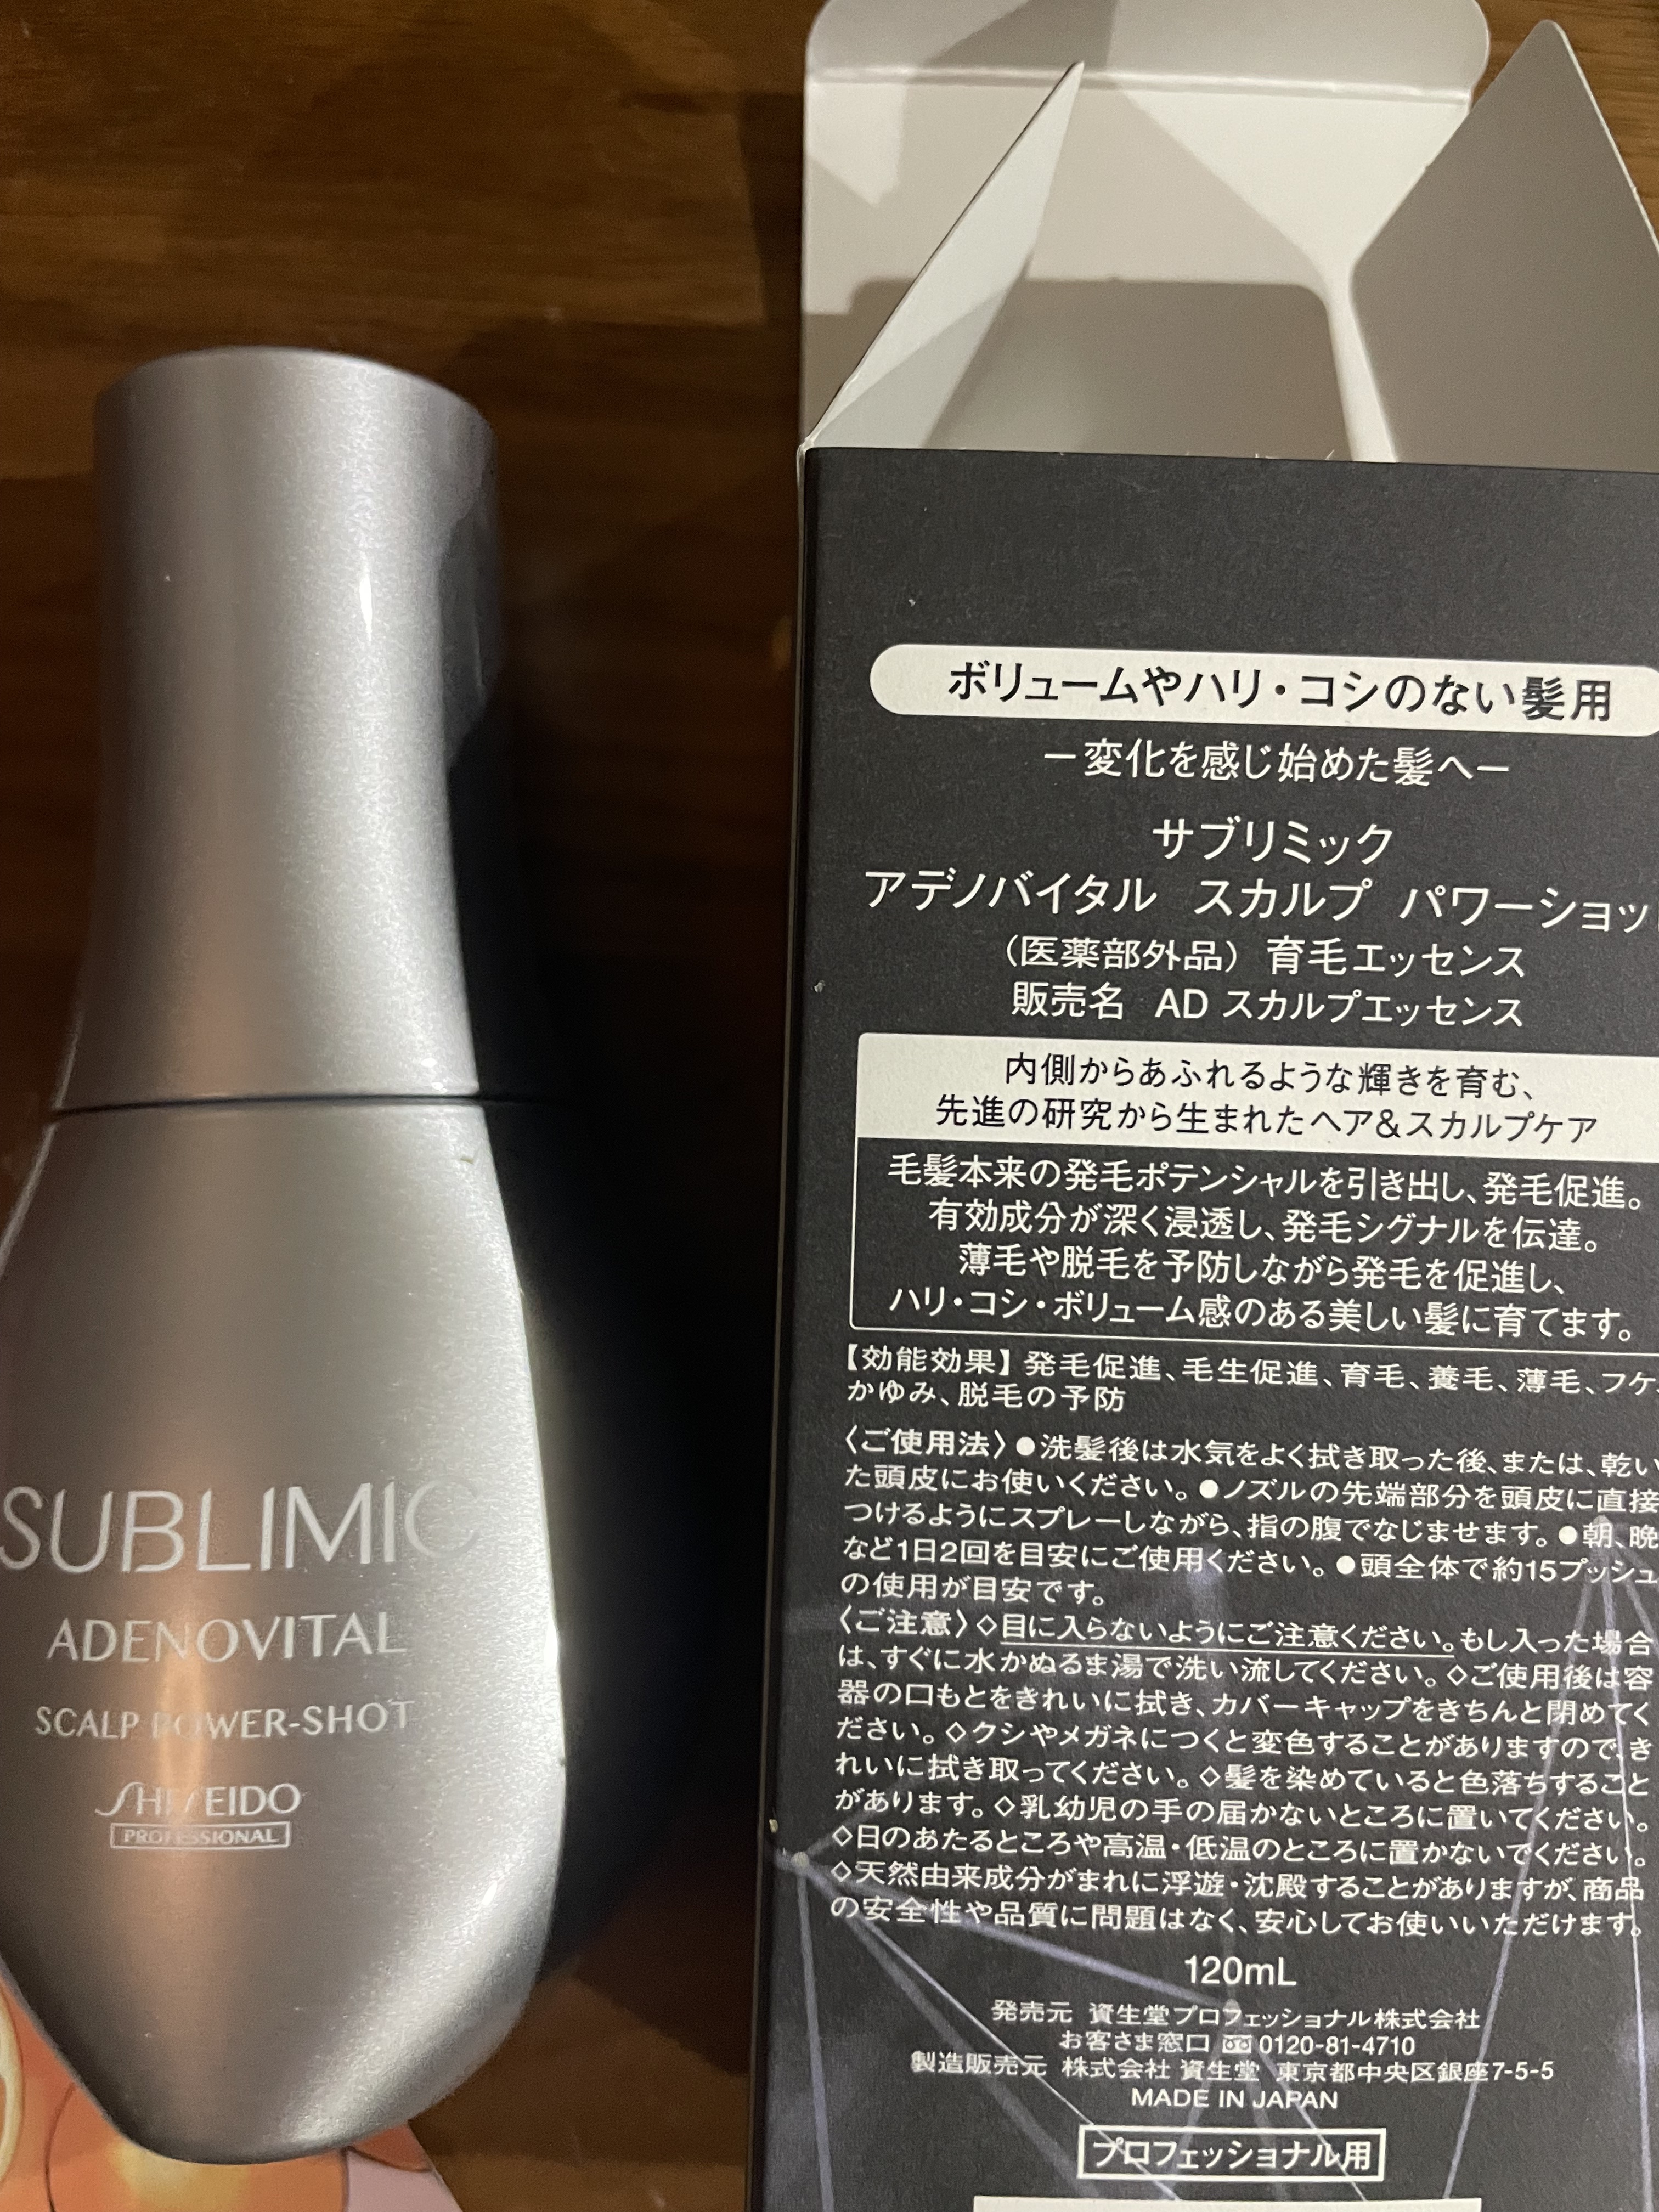 SUBLIMIC
ADENOVITAL
SCALP POWER-SHOT
SHISEIDO
PROFESSIONAL
ボリュームやハリ・コシのない髪用
ー変化を感じ始めた髪へー
サブリミック
アデノバイタル スカルプ パワーショッ
（医薬部外品） 育毛エッセンス
販売名 AD スカルプエッセンス
内側からあふれるような輝きを育む、
先進の研究から生まれたヘア&スカルプケア
毛髪本来の発毛ポテンシャルを引き出し、発毛促進。
有効成分が深く浸透し、発毛シグナルを伝達。
薄毛や脱毛を予防しながら発毛を促進し、
ハリ・コシ・ボリューム感のある美しい髪に育てます。
【効能効果】発毛促進、毛生促進、育毛、養毛、薄毛、フケ、
かゆみ、脱毛の予防
〈ご使用法〉●洗髪後は水気をよく拭き取った後、または、乾い
た頭皮にお使いください。●ノズルの先端部分を頭皮に直接
つけるようにスプレーしながら、指の腹でなじませます。●朝、晩
など1日2回を目安にご使用ください。●頭全体で約15プッシュ
の使用が目安です。
〈ご注意〉◇目に入らないようにご注意ください。もし入った場合
は、すぐに水かぬるま湯で洗い流してください。◇ご使用後は容
器の口もとをきれいに拭き、カバーキャップをきちんと閉めてく
ださい。◇クシやメガネにつくと変色することがありますので、き
れいに拭き取ってください。◇髪を染めていると色落ちすること
があります。◇乳幼児の手の届かないところに置いてください。
◇日のあたるところや高温・低温のところに置かないでください。
◇天然由来成分がまれに浮遊・沈殿することがありますが、商品
の安全性や品質に問題はなく、安心してお使いいただけます。
120mL
発売元 資生堂プロフェッショナル株式会社
お客さま窓口 0120-81-4710
製造販売元 株式会社 資生堂 東京都中央区銀座7-5-5
MADE IN JAPAN
プロフェッショナル用